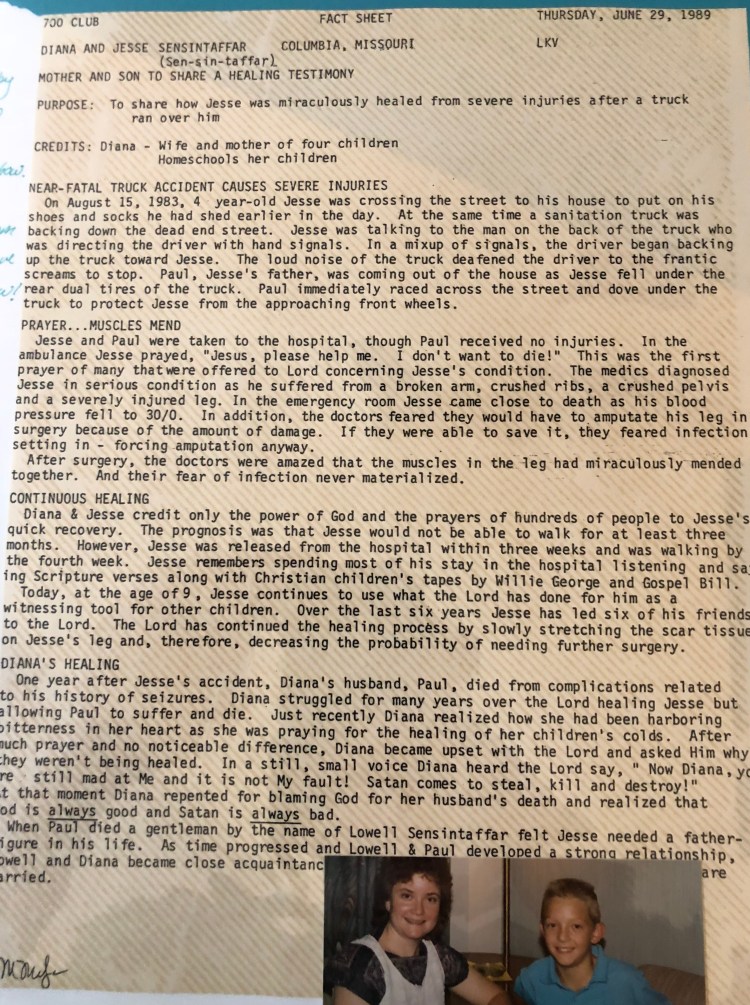 700 CLUB FACT SHEET THURSDAY, JUNE 29, 1989
DIANA AND JESSE SENSINTAFFAR COLUMBIA, MISSOURI LKV
(Sen-sin-taffar)
MOTHER AND SON TO SHARE A HEALING TESTIMONY
PURPOSE: To share how Jesse was miraculously healed from severe injuries after a truck
ran over him
CREDITS: Diana - Wife and mother of four children
Homeschools her children
NEAR-FATAL TRUCK ACCIDENT CAUSES SEVERE INJURIES
On August 15, 1983, 4 year-old Jesse was crossing the street to his house to put on his
shoes and socks he had shed earlier in the day. At the same time a sanitation truck was
backing down the dead end street. Jesse was talking to the man on the back of the truck who
was directing the driver with hand signals. In a mixup of signals, the driver began backing
up the truck toward Jesse. The loud noise of the truck deafened the driver to the frantic
screams to stop. Paul, Jesse's father, was coming out of the house as Jesse fell under the
rear dual tires of the truck. Paul immediately raced across the street and dove under the
truck to protect Jesse from the approaching front wheels.
PRAYER...MUSCLES MEND
Jesse and Paul were taken to the hospital, though Paul received no injuries. In the
ambulance Jesse prayed, "Jesus, please help me. I don't want to die!" This was the first
prayer of many that were offered to Lord concerning Jesse's condition. The medics diagnosed
Jesse in serious condition as he suffered from a broken arm, crushed ribs, a crushed pelvis
and a severely injured leg. In the emergency room Jesse came close to death as his blood
pressure fell to 30/0. In addition, the doctors feared they would have to amputate his leg in
surgery because of the amount of damage. If they were able to save it, they feared infection
setting in - forcing amputation anyway.
After surgery, the doctors were amazed that the muscles in the leg had miraculously mended
together. And their fear of infection never materialized.
CONTINUOUS HEALING
Diana & Jesse credit only the power of God and the prayers of hundreds of people to Jesse's
quick recovery. The prognosis was that Jesse would not be able to walk for at least three
months. However, Jesse was released from the hospital within three weeks and was walking by
the fourth week. Jesse remembers spending most of his stay in the hospital listening and sa
ing Scripture verses along with Christian children's tapes by Willie George and Gospel Bill.
Today, at the age of 9, Jesse continues to use what the Lord has done for him as a
witnessing tool for other children. Over the last six years Jesse has led six of his friends
to the Lord. The Lord has continued the healing process by slowly stretching the scar tissue
on Jesse's leg and, therefore, decreasing the probability of needing further surgery.
DIANA'S HEALING
One year after Jesse's accident, Diana's husband, Paul, died from complications related
to his history of seizures. Diana struggled for many years over the Lord healing Jesse but
allowing Paul to suffer and die. Just recently Diana realized how she had been harboring
bitterness in her heart as she was praying for the healing of her children's colds. After
much prayer and no noticeable difference, Diana became upset with the Lord and asked Him why
they weren't being healed. In a still, small voice Diana heard the Lord say, " Now Diana, yo
re still mad at Me and it is not My fault! Satan comes to steal, kill and destroy!"
t that moment Diana repented for blaming God for her husband's death and realized that
od is always good and Satan is always bad.
When Paul died a gentleman by the name of Lowell Sensintaffar felt Jesse needed a father-
igure in his life. As time progressed and Lowell & Paul developed a strong relationship,
owell and Diana became close acquaintanc are
arried.